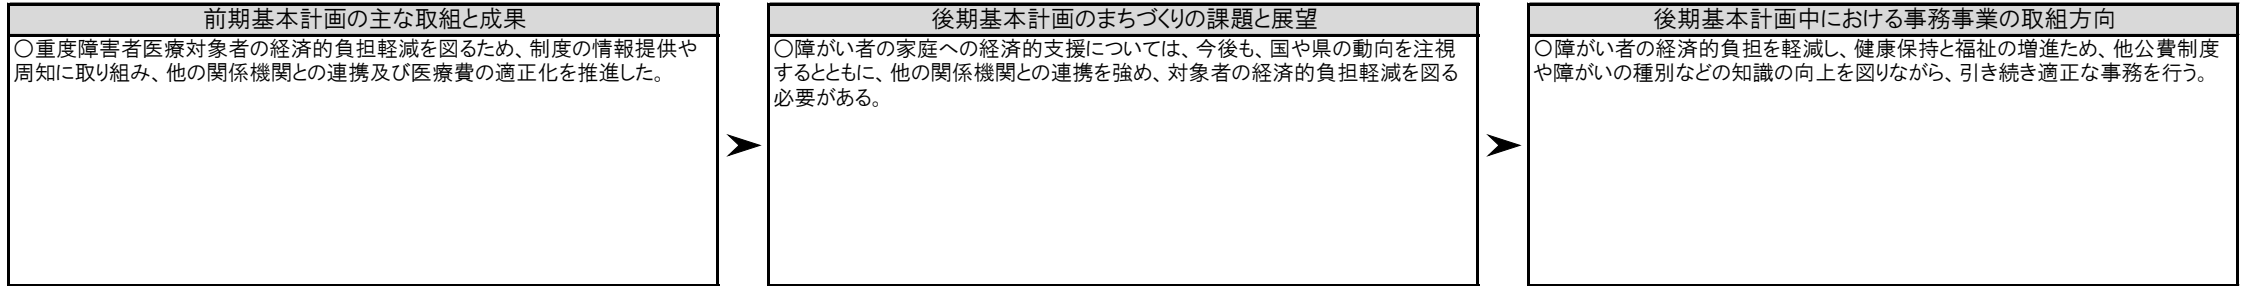 前期基本計画の主な取組と成果
〇重度障害者医療対象者の経済的負担軽減を図るため、制度の情報提供や
周知に取り組み、他の関係機関との連携及び医療費の適正化を推進した。
後期基本計画のまちづくりの課題と展望
〇障がい者の家庭への経済的支援については、今後も、国や県の動向を注視
するとともに、他の関係機関との連携を強め、対象者の経済的負担軽減を図る
必要がある。
後期基本計画中における事務事業の取組方向
〇障がい者の経済的負担を軽減し、健康保持と福祉の増進ため、他公費制度
や障がいの種別などの知識の向上を図りながら、引き続き適正な事務を行う。